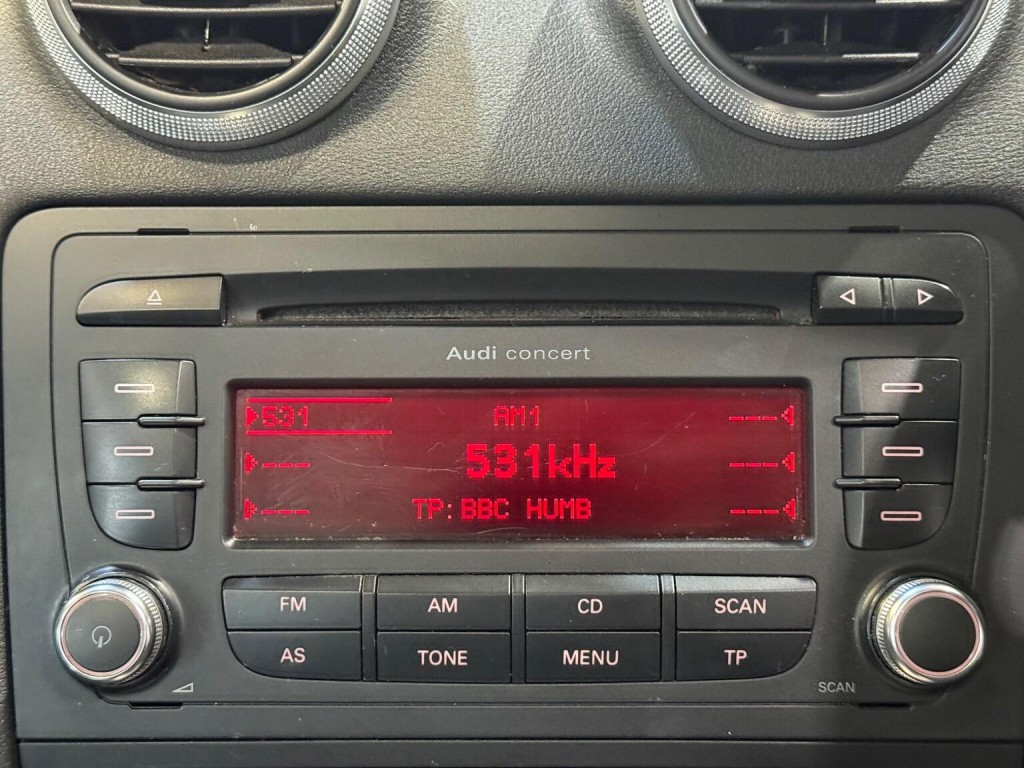 Audi concert
531 AM1 ---
--- 531kHz ---
--- TP:BBC HUMB ---
FM AM CD SCAN
AS TONE MENU TP
SCAN